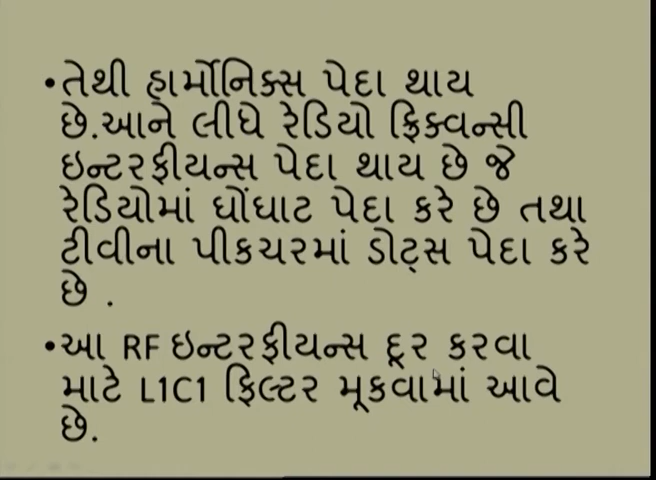 •તેથી હાર્મોનિક્સ પેદા થાય
છે.આને લીધે રેડિયો ફ્રિક્વન્સી
ઇન્ટરફીયન્સ પેદા થાય છે જે
રેડિયોમાં ઘોંઘાટ પેદા કરે છે તથા
ટીવીના પીકચરમાં ડોટ્સ પેદા કરે
છે .
•આ RF ઇન્ટરફીયન્સ દૂર કરવા
માટે L1C1 ફિલ્ટર મૂકવામાં આવે
છે.